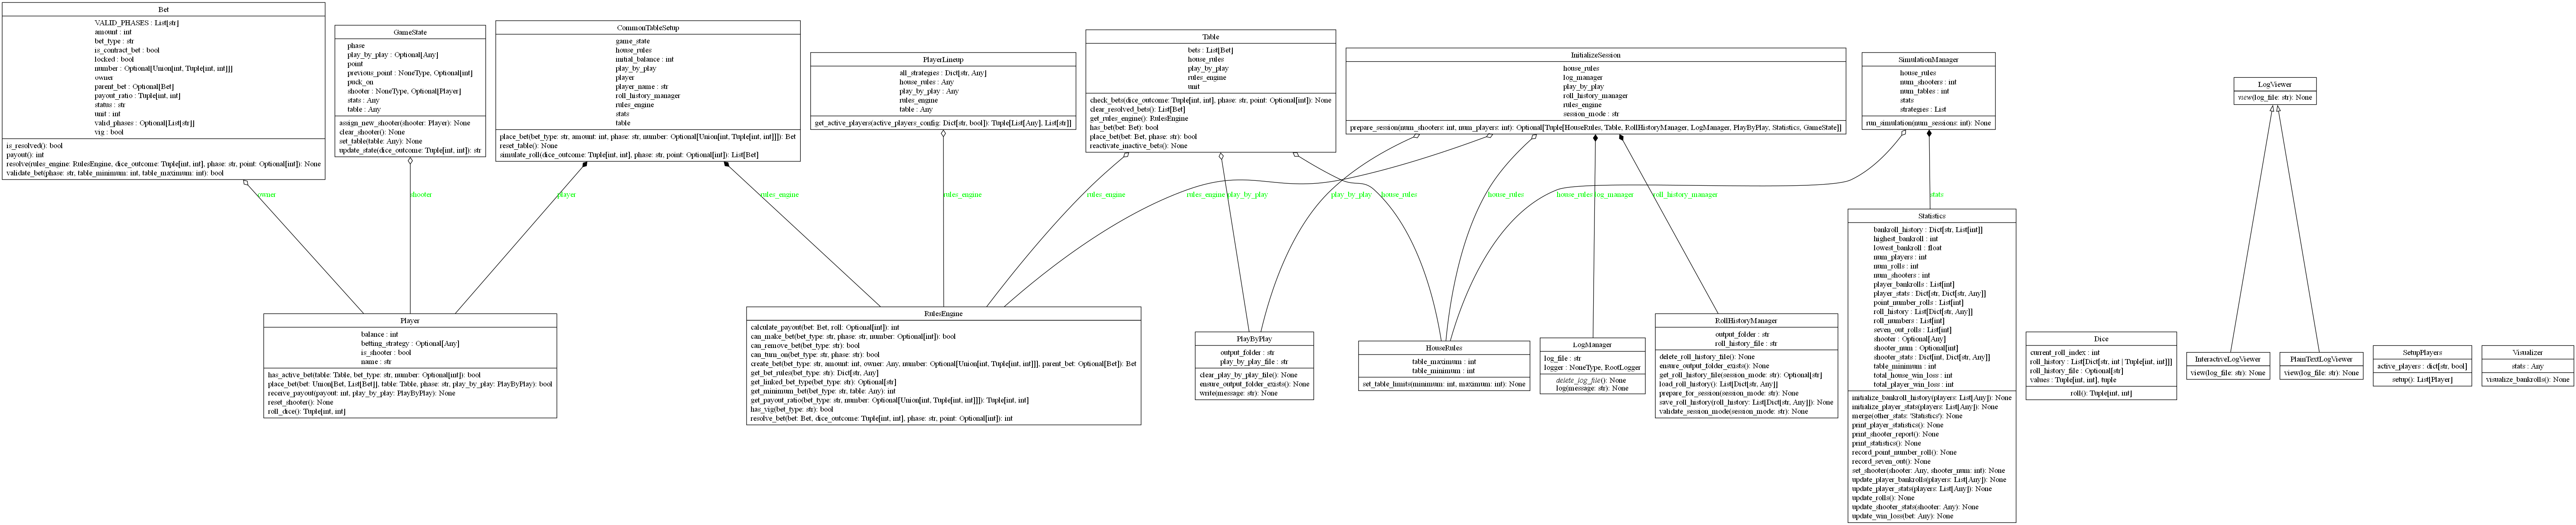 Bet
VALID_PHASES : List[str]
amount : int
bet_type : str
is_contract_bet : bool
locked : bool
number : Optional[Union[int, Tuple[int, int]]]
owner
parent_bet : Optional[Bet]
payout_ratio : Tuple[int, int]
status : str
unit : int
valid_phases : Optional[List[str]]
vig : bool
is_resolved(): bool
payout(): int
resolve(rules_engine: RulesEngine, dice_outcome: Tuple[int, int], phase: str, point: Optional[int]): None
validate_bet(phase: str, table_minimum: int, table_maximum: int): bool
GameState
phase
play_by_play : Optional[Any]
point
previous_point : NoneType, Optional[int]
puck_on
shooter : NoneType, Optional[Player]
stats : Any
table : Any
assign_new_shooter(shooter: Player): None
clear_shooter(): None
set_table(table: Any): None
update_state(dice_outcome: Tuple[int, int]): str
CommonTableSetup
game_state
house_rules
initial_balance : int
play_by_play
player
player_name : str
roll_history_manager
rules_engine
stats
table
place_bet(bet_type: str, amount: int, phase: str, number: Optional[Union[int, Tuple[int, int]]]): Bet
reset_table(): None
simulate_roll(dice_outcome: Tuple[int, int], phase: str, point: Optional[int]): List[Bet]
PlayerLineup
all_strategies : Dict[str, Any]
house_rules : Any
play_by_play : Any
rules_engine
table : Any
get_active_players(active_players_config: Dict[str, bool]): Tuple[List[Any], List[str]]
Table
bets : List[Bet]
house_rules
play_by_play
rules_engine
unit
check_bets(dice_outcome: Tuple[int, int], phase: str, point: Optional[int]): None
clear_resolved_bets(): List[Bet]
get_rules_engine(): RulesEngine
has_bet(bet: Bet): bool
place_bet(bet: Bet, phase: str): bool
reactivate_inactive_bets(): None
InitializeSession
house_rules
log_manager
play_by_play
roll_history_manager
rules_engine
session_mode : str
prepare_session(num_shooters: int, num_players: int): Optional[Tuple[HouseRules, Table, RollHistoryManager, LogManager, PlayByPlay, Statistics, GameState]]
SimulationManager
house_rules
num_shooters : int
num_tables : int
stats
strategies : List
run_simulation(num_sessions: int): None
LogViewer
view(log_file: str): None
owner
shooter
player
rules_engine
rules_engine
rules_engine
rules_engine
play_by_play
play_by_play
house_rules
house_rules
house_rules
log_manager
roll_history_manager
stats
Player
balance : int
betting_strategy : Optional[Any]
is_shooter : bool
name : str
has_active_bet(table: Table, bet_type: str, number: Optional[int]): bool
place_bet(bet: Union[Bet, List[Bet]], table: Table, phase: str, play_by_play: PlayByPlay): bool
receive_payout(payout: int, play_by_play: PlayByPlay): None
reset_shooter(): None
roll_dice(): Tuple[int, int]
RulesEngine
calculate_payout(bet: Bet, roll: Optional[int]): int
can_make_bet(bet_type: str, phase: str, number: Optional[int]): bool
can_remove_bet(bet_type: str): bool
can_turn_on(bet_type: str, phase: str): bool
create_bet(bet_type: str, amount: int, owner: Any, number: Optional[Union[int, Tuple[int, int]]], parent_bet: Optional[Bet]): Bet
get_bet_rules(bet_type: str): Dict[str, Any]
get_linked_bet_type(bet_type: str): Optional[str]
get_minimum_bet(bet_type: str, table: Any): int
get_payout_ratio(bet_type: str, number: Optional[Union[int, Tuple[int, int]]]): Tuple[int, int]
has_vig(bet_type: str): bool
resolve_bet(bet: Bet, dice_outcome: Tuple[int, int], phase: str, point: Optional[int]): int
PlayByPlay
output_folder : str
play_by_play_file : str
clear_play_by_play_file(): None
ensure_output_folder_exists(): None
write(message: str): None
HouseRules
table_maximum : int
table_minimum : int
set_table_limits(minimum: int, maximum: int): None
LogManager
log_file : str
logger : NoneType, RootLogger
delete_log_file(): None
log(message: str): None
RollHistoryManager
output_folder : str
roll_history_file : str
delete_roll_history_file(): None
ensure_output_folder_exists(): None
get_roll_history_file(session_mode: str): Optional[str]
load_roll_history(): List[Dict[str, Any]]
prepare_for_session(session_mode: str): None
save_roll_history(roll_history: List[Dict[str, Any]]): None
validate_session_mode(session_mode: str): None
Statistics
bankroll_history : Dict[str, List[int]]
highest_bankroll : int
lowest_bankroll : float
num_players : int
num_rolls : int
num_shooters : int
player_bankrolls : List[int]
player_stats : Dict[str, Dict[str, Any]]
point_number_rolls : List[int]
roll_history : List[Dict[str, Any]]
roll_numbers : List[int]
seven_out_rolls : List[int]
shooter : Optional[Any]
shooter_num : Optional[int]
shooter_stats : Dict[int, Dict[str, Any]]
table_minimum : int
total_house_win_loss : int
total_player_win_loss : int
initialize_bankroll_history(players: List[Any]): None
initialize_player_stats(players: List[Any]): None
merge(other_stats: 'Statistics'): None
print_player_statistics(): None
print_shooter_report(): None
print_statistics(): None
record_point_number_roll(): None
record_seven_out(): None
set_shooter(shooter: Any, shooter_num: int): None
update_player_bankrolls(players: List[Any]): None
update_player_stats(players: List[Any]): None
update_rolls(): None
update_shooter_stats(shooter: Any): None
update_win_loss(bet: Any): None
Dice
current_roll_index : int
roll_history : List[Dict[str, int | Tuple[int, int]]]
roll_history_file : Optional[str]
values : Tuple[int, int], tuple
roll(): Tuple[int, int]
InteractiveLogViewer
view(log_file: str): None
PlainTextLogViewer
view(log_file: str): None
SetupPlayers
active_players : dict[str, bool]
setup(): List[Player]
Visualizer
stats : Any
visualize_bankrolls(): None